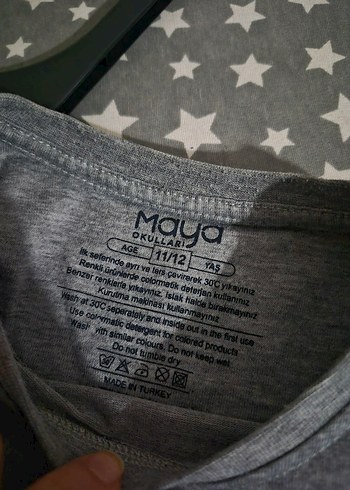 Maya
OKULLARI
AGE 11/12 YAŞ
İlk seferinde ayrı ve ters çevirerek 30C yıkayınız
Renkli ürünlerde colormatik deterjan kullanınız
Benzer renklerle yıkayınız. Islak halde bırakmayınız
Kurutma makinası kullanmayınız
Wash at 30C seperately and inside out in the first use
Use colormatic detergent for colored products
Wash with similar colours. Do not keep wet
Do not tumble dry
MADE IN TURKEY